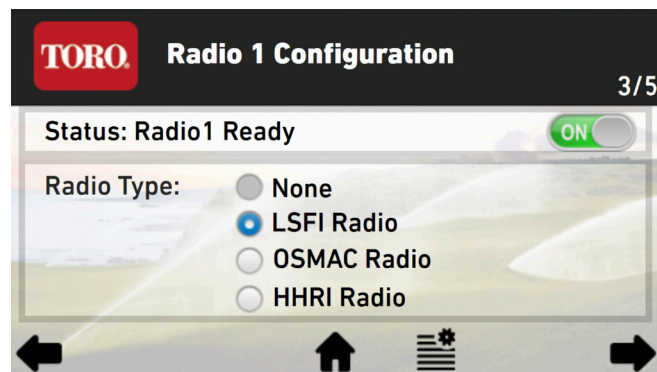 TORO.
Radio 1 Configuration
3/5
Status: Radio1 Ready
ON
Radio Type:
None
LSFI Radio
OSMAC Radio
HHRI Radio